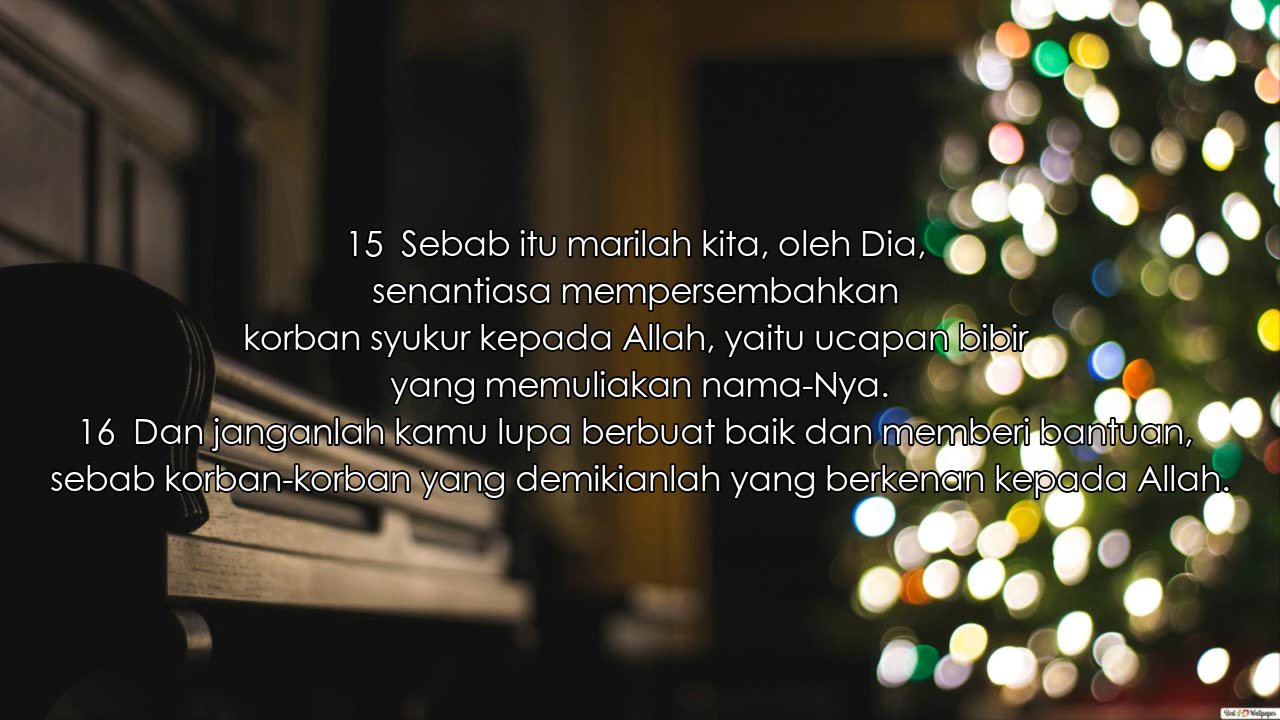 15  Sebab itu marilah kita, oleh Dia,
senantiasa mempersembahkan
korban syukur kepada Allah, yaitu ucapan bibir
yang memuliakan nama-Nya.
16  Dan janganlah kamu lupa berbuat baik dan memberi bantuan,
sebab korban-korban yang demikianlah yang berkenan kepada Allah.
Best Wallpapers